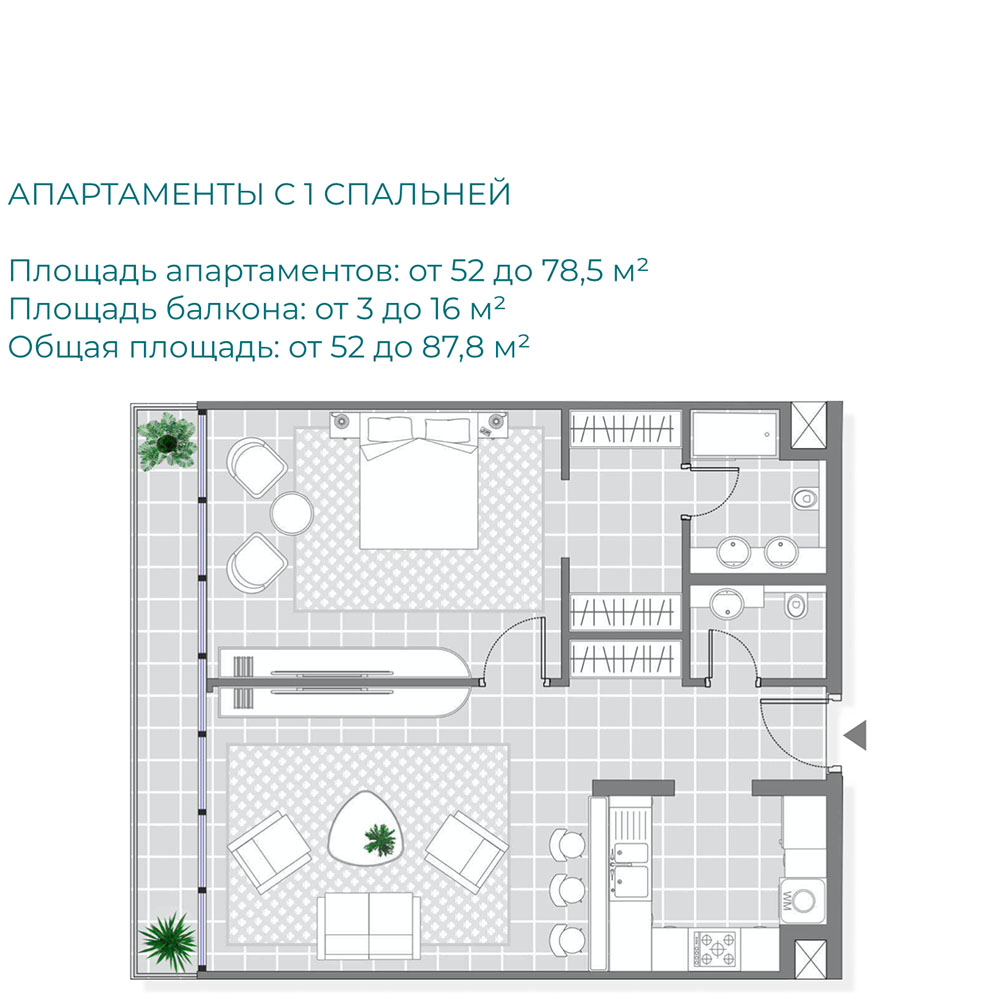 АПАРТАМЕНТЫ С 1 СПАЛЬНЕЙ
Площадь апартаментов: от 52 до 78,5 м²
Площадь балкона: от 3 до 16 м²
Общая площадь: от 52 до 87,8 м²
WM